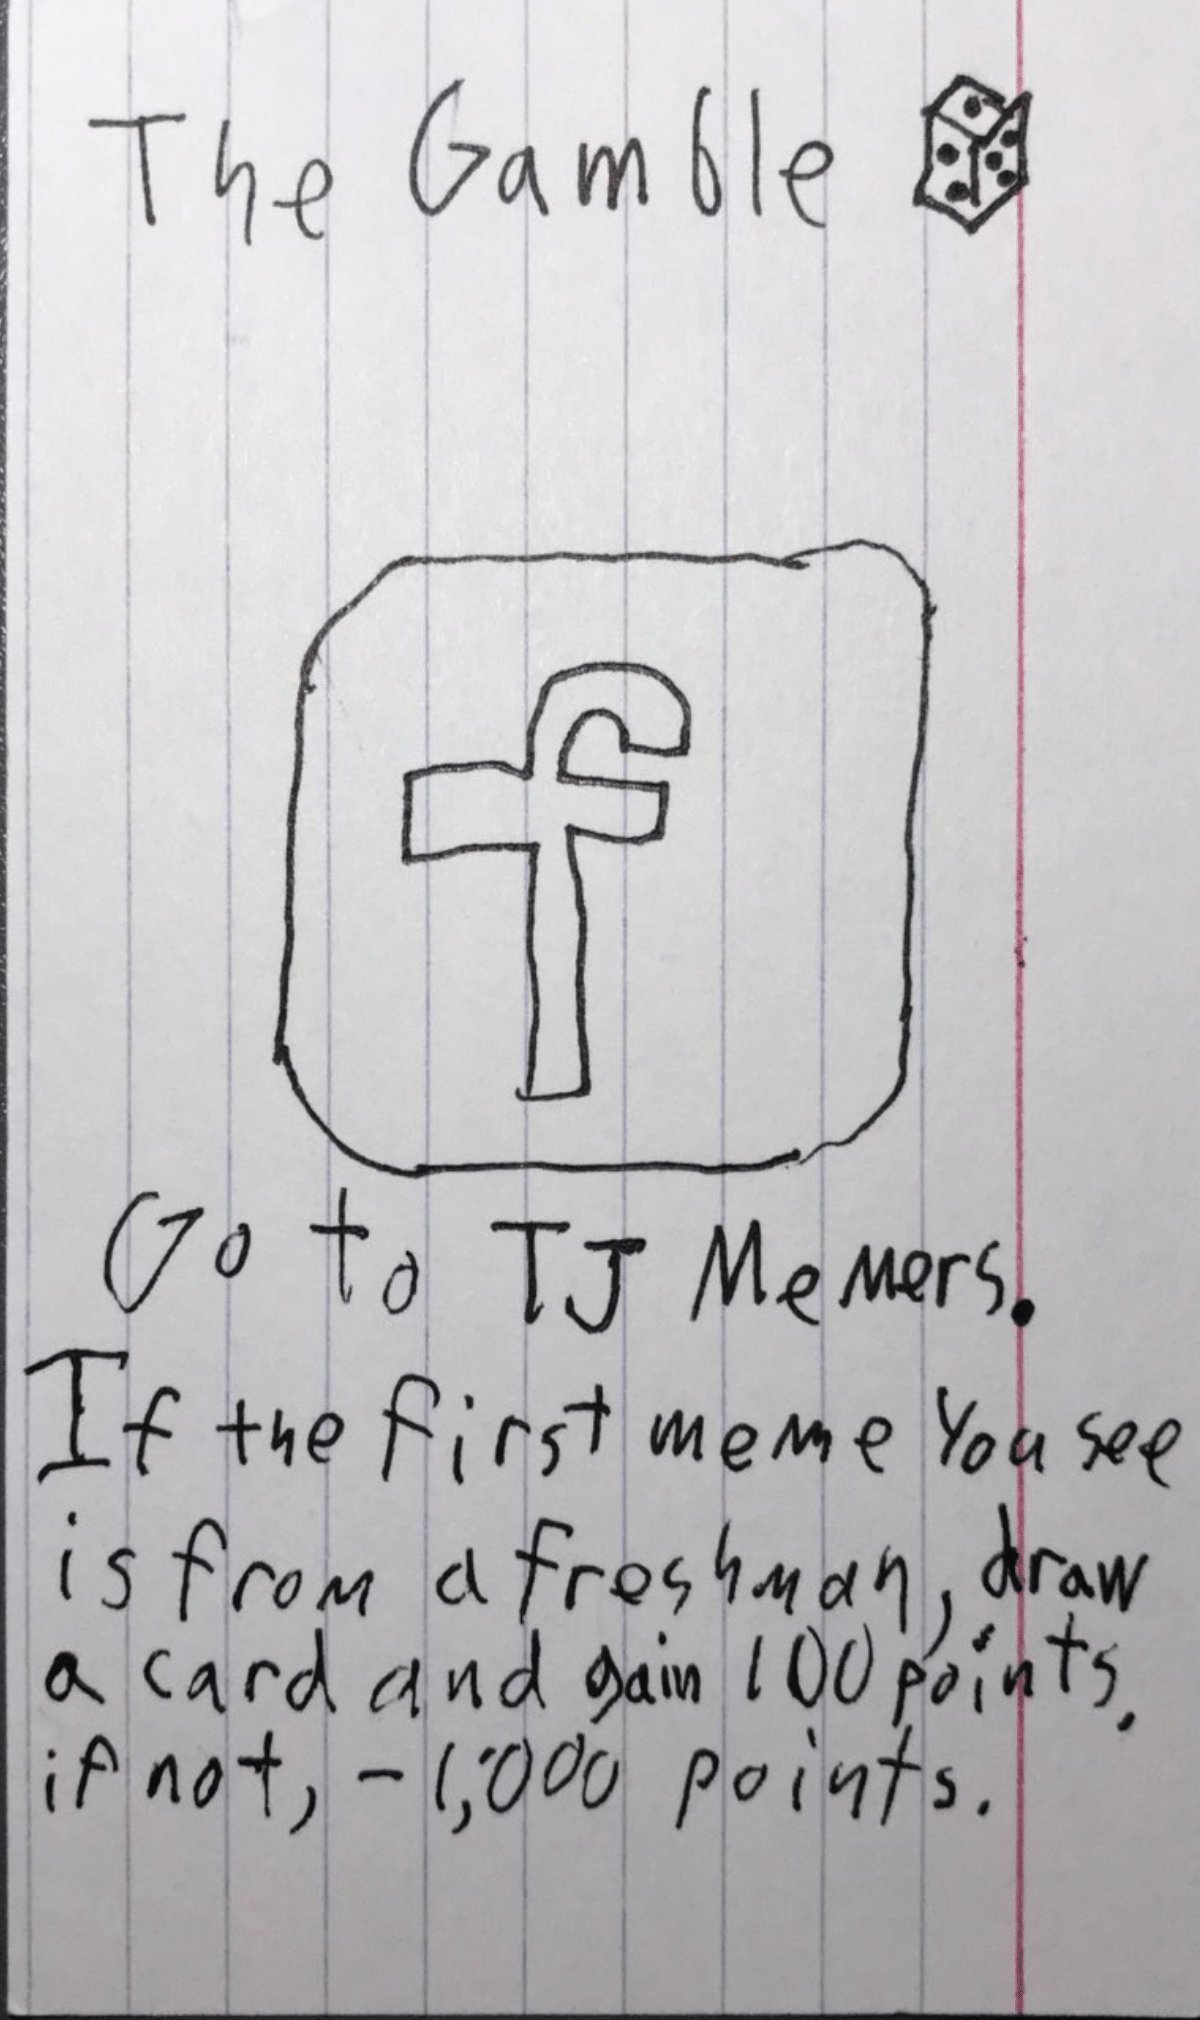 The Gamble
f
Go to TJ Memers.
If the first meme You see
is from a freshman, draw
a card and gain 100 points.
if not, -1,000 points.